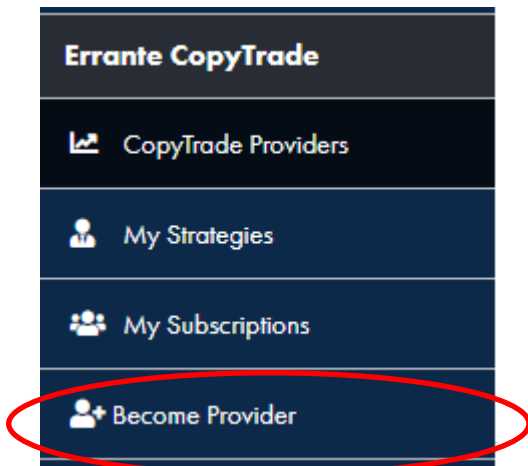 Errante CopyTrade
CopyTrade Providers
My Strategies
My Subscriptions
Become Provider